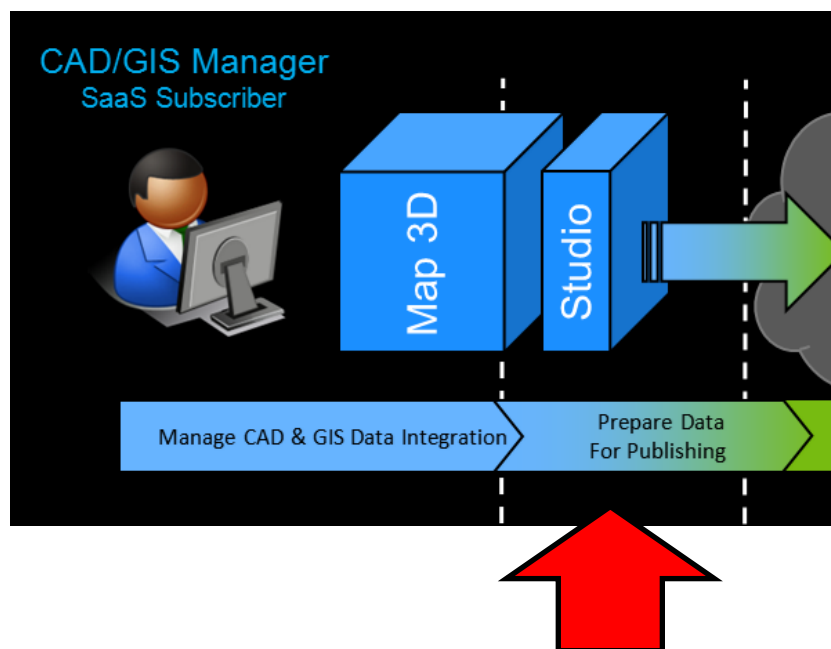 CAD/GIS Manager
SaaS Subscriber
Map 3D
Studio
Manage CAD & GIS Data Integration
Prepare Data
For Publishing